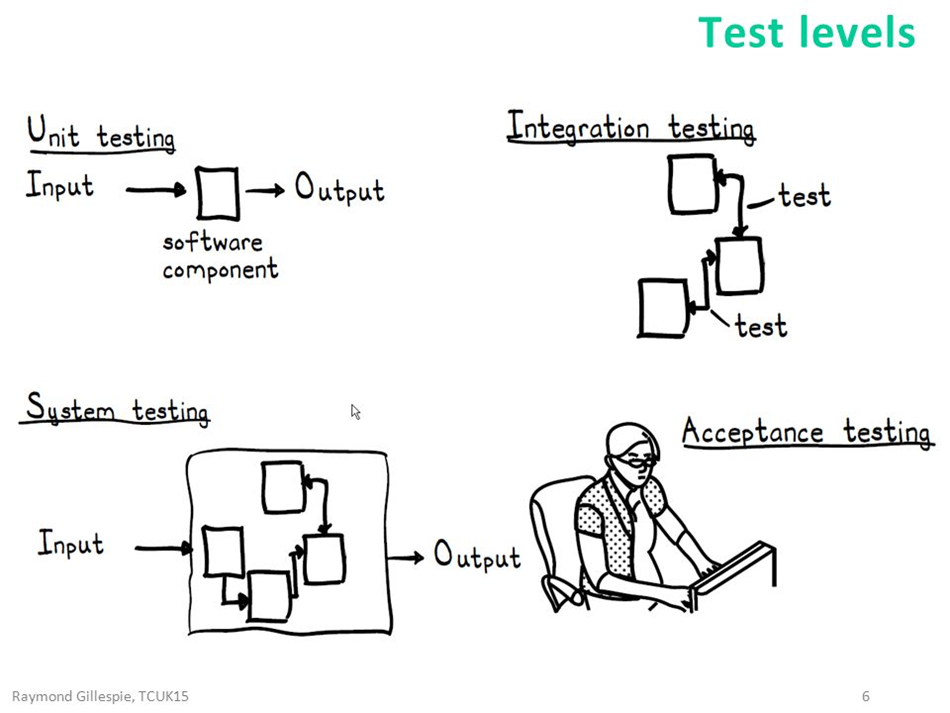 Test levels
Unit testing
Input
Output
software
component
Integration testing
test
test
System testing
Input
Output
Acceptance testing
Raymond Gillespie, TCUK15
6